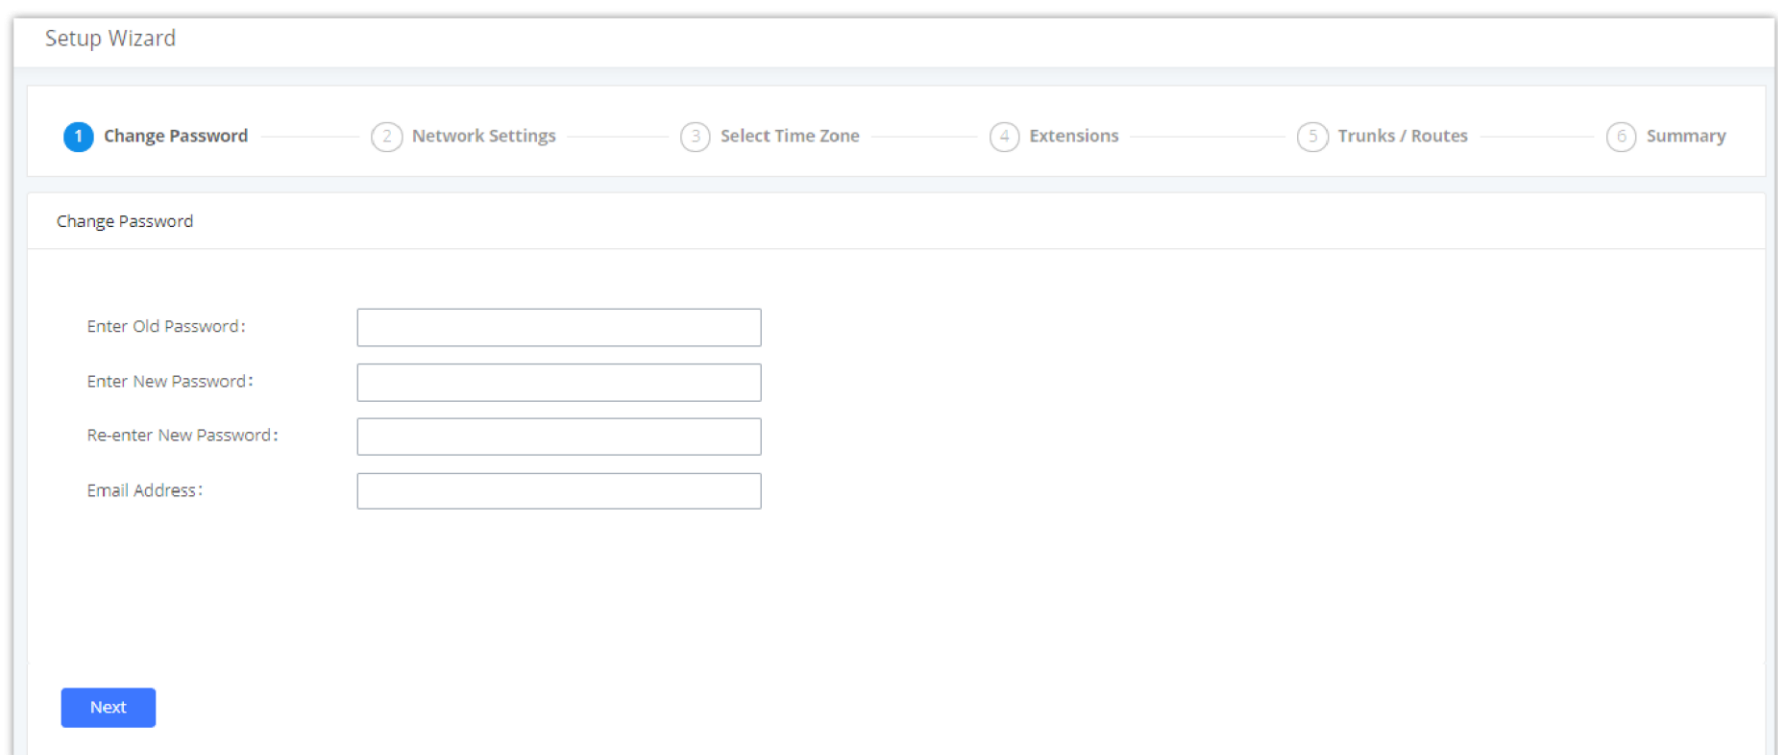 Setup Wizard
1 Change Password 2 Network Settings 3 Select Time Zone 4 Extensions 5 Trunks / Routes 6 Summary
Change Password
Enter Old Password:
Enter New Password:
Re-enter New Password:
Email Address:
Next